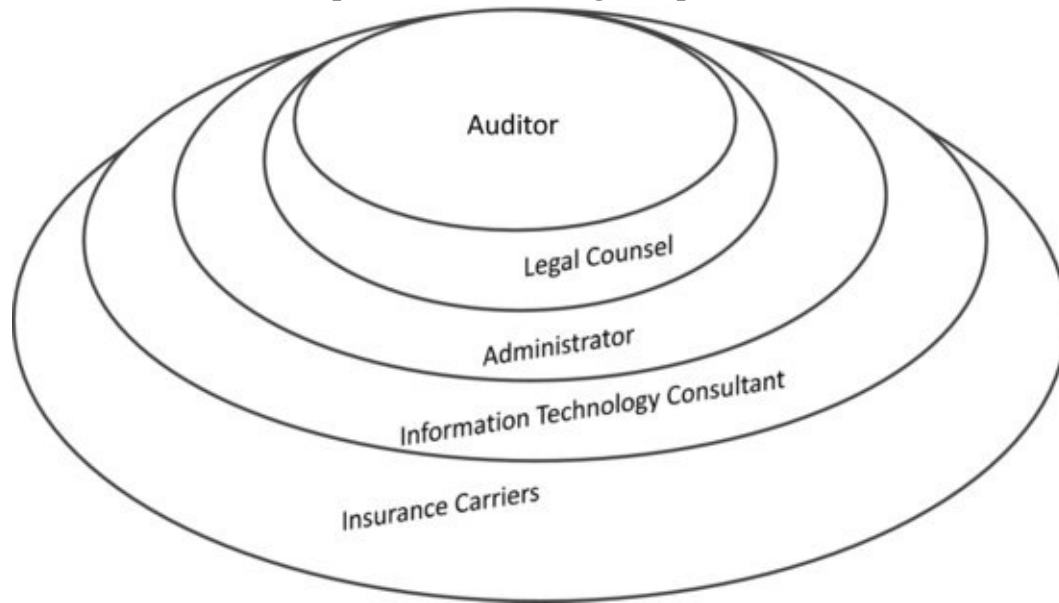 Auditor
Legal Counsel
Administrator
Information Technology Consultant
Insurance Carriers